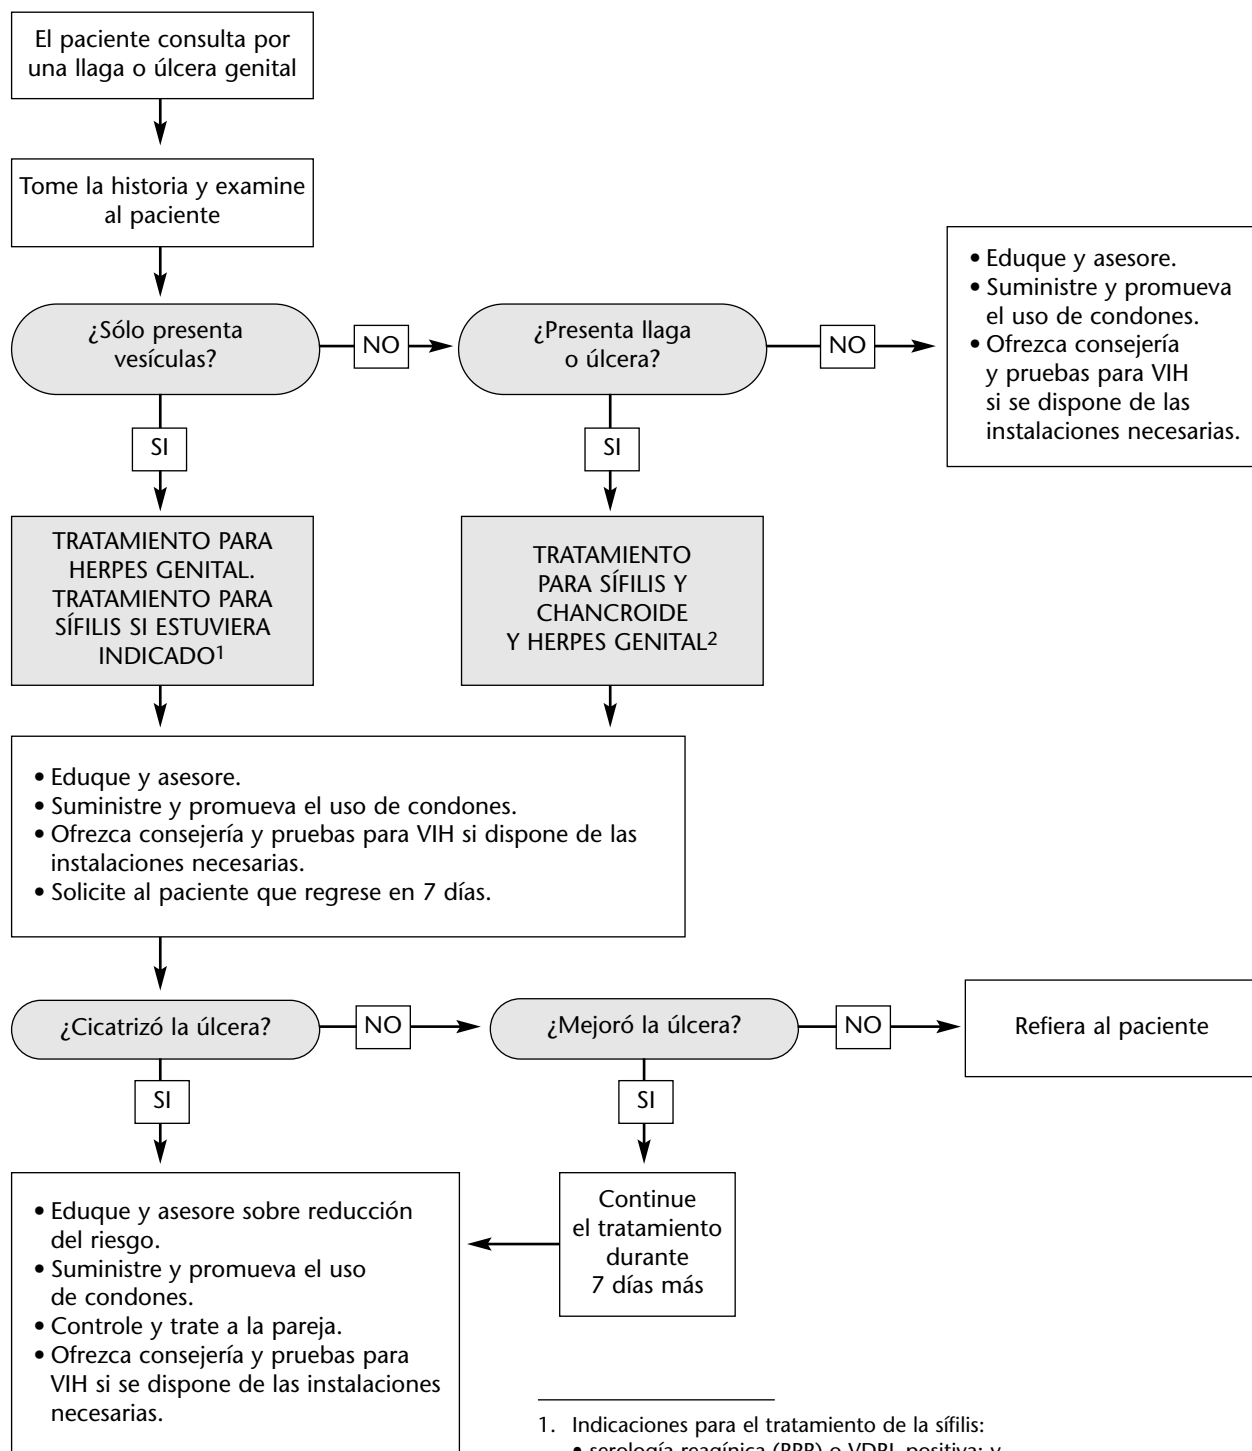 El paciente consulta por
una llaga o úlcera genital
Tome la historia y examine
al paciente
¿Sólo presenta
vesículas?
NO
¿Presenta llaga
o úlcera?
NO
• Eduque y asesore.
• Suministre y promueva
el uso de condones.
• Ofrezca consejería
y pruebas para VIH
si se dispone de las
instalaciones necesarias.
SI
SI
TRATAMIENTO PARA
HERPES GENITAL.
TRATAMIENTO PARA
SÍFILIS SI ESTUVIERA
INDICADO1
TRATAMIENTO
PARA SÍFILIS Y
CHANCROIDE
Y HERPES GENITAL2
• Eduque y asesore.
• Suministre y promueva el uso de condones.
• Ofrezca consejería y pruebas para VIH si dispone de las
instalaciones necesarias.
• Solicite al paciente que regrese en 7 días.
¿Cicatrizó la úlcera?
NO
¿Mejoró la úlcera?
NO
Refiera al paciente
SI
SI
• Eduque y asesore sobre reducción
del riesgo.
• Suministre y promueva el uso
de condones.
• Controle y trate a la pareja.
• Ofrezca consejería y pruebas para
VIH si se dispone de las instalaciones
necesarias.
Continue
el tratamiento
durante
7 días más
1. Indicaciones para el tratamiento de la sífilis:
• serología reagínica (RPR) o VDRL positiva; y